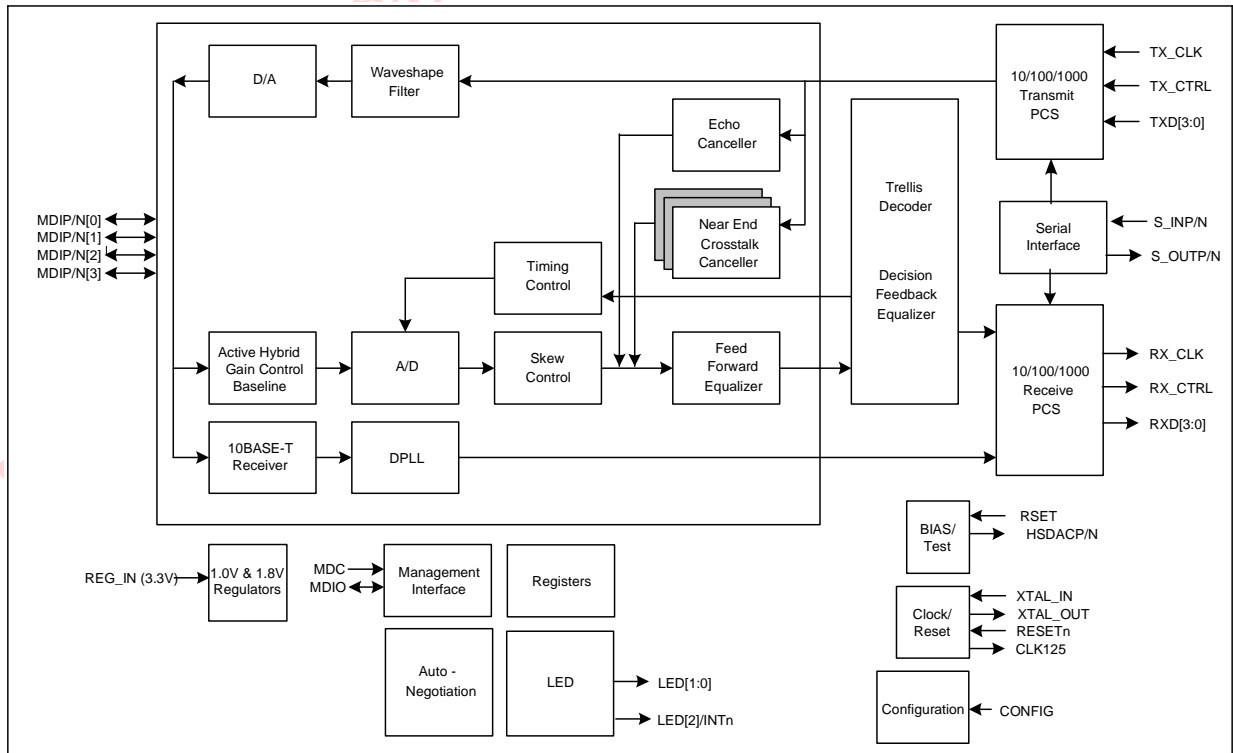 D/A
Waveshape
Filter
10/100/1000
Transmit
PCS
TX_CLK
TX_CTRL
TXD[3:0]
Echo
Canceller
Near End
Crosstalk
Canceller
Trellis
Decoder
Decision
Feedback
Equalizer
Serial
Interface
S_INP/N
S_OUTP/N
MDIP/N[0]
MDIP/N[1]
MDIP/N[2]
MDIP/N[3]
Timing
Control
Active Hybrid
Gain Control
Baseline
A/D
Skew
Control
Feed
Forward
Equalizer
10/100/1000
Receive
PCS
RX_CLK
RX_CTRL
RXD[3:0]
10BASE-T
Receiver
DPLL
BIAS/
Test
RSET
HSDACP/N
REG_IN (3.3V)
1.0V & 1.8V
Regulators
MDC
MDIO
Management
Interface
Registers
Clock/
Reset
XTAL_IN
XTAL_OUT
RESETn
CLK125
Auto -
Negotiation
LED
LED[1:0]
LED[2]/INTn
Configuration
CONFIG